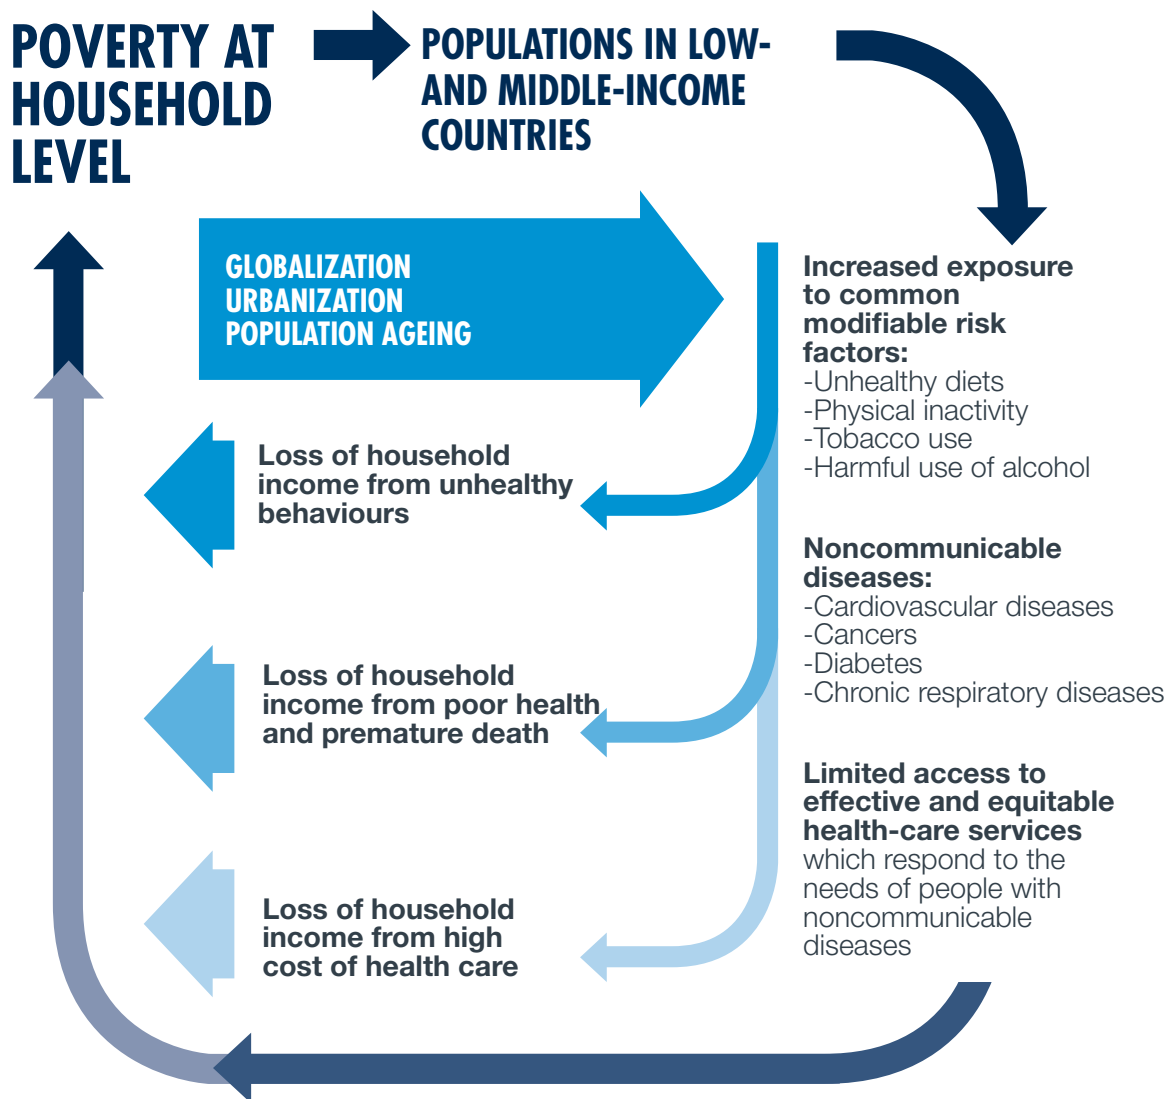 POVERTY AT
HOUSEHOLD
LEVEL
POPULATIONS IN LOW-
AND MIDDLE-INCOME
COUNTRIES
GLOBALIZATION
URBANIZATION
POPULATION AGEING
Increased exposure
to common
modifiable risk
factors:
-Unhealthy diets
-Physical inactivity
-Tobacco use
-Harmful use of alcohol
Loss of household
income from unhealthy
behaviours
Noncommunicable
diseases:
-Cardiovascular diseases
-Cancers
-Diabetes
-Chronic respiratory diseases
Loss of household
income from poor health
and premature death
Limited access to
effective and equitable
health-care services
which respond to the
needs of people with
noncommunicable
diseases
Loss of household
income from high
cost of health care